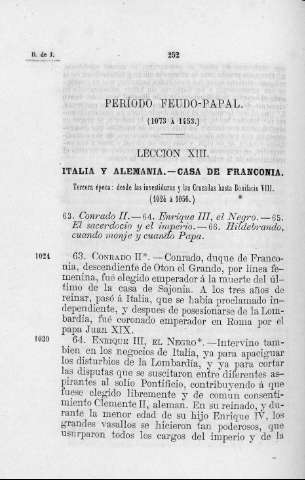 B. de J.
252
PERÍODO FEUDO-PAPAL.
(1073 á 1453.)
LECCION XIII.
ITALIA Y ALEMANIA.—CASA DE FRANCONIA.
Tercera época: desde las investiduras y las Cruzadas hasta Bonifacio VIII.
(1024 á 1056.)
63. Conrado II.—64. Enrique III, el Negro.—65.
El sacerdocio y el imperio.—66. Hildebrando,
cuando monje y cuando Papa.
1024
63. CONRADO II*.—Conrado, duque de Franco-
nia, descendiente de Oton el Grande, por linea fe-
menina, fué elegido emperador á la muerte del úl-
timo de la casa de Sajonia. A los tres años de
reinar, pasó á Italia, que se habia proclamado in-
dependiente, y despues de posesionarse de la Lom-
bardía, fué coronado emperador en Roma por el
papa Juan XIX.
1039
64. ENRIQUE III, EL NEGRO*.—Intervino tam-
bien en los negocios de Italia, ya para apaciguar
los disturbios de la Lombardía, y ya para cortar
las disputas que se suscitaron entre diferentes as-
pirantes al solio Pontificio, contribuyendo á que
fuese elegido libremente y de comun consenti-
miento Clemente II, aleman. En su reinado, y du-
rante la menor edad de su hijo Enrique IV, los
grandes vasallos se hicieron tan poderosos, que
usurparon todos los cargos del imperio y de la